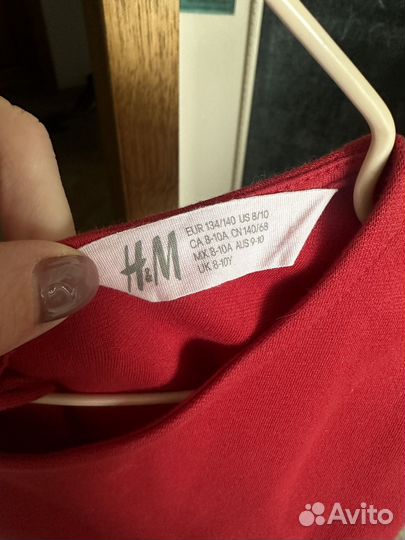 H&M
EUR 134/140 US 8/10
CA 8-10A CN 140/68
MX 8-10A AUS 9-10
UK 8-10Y
Avito